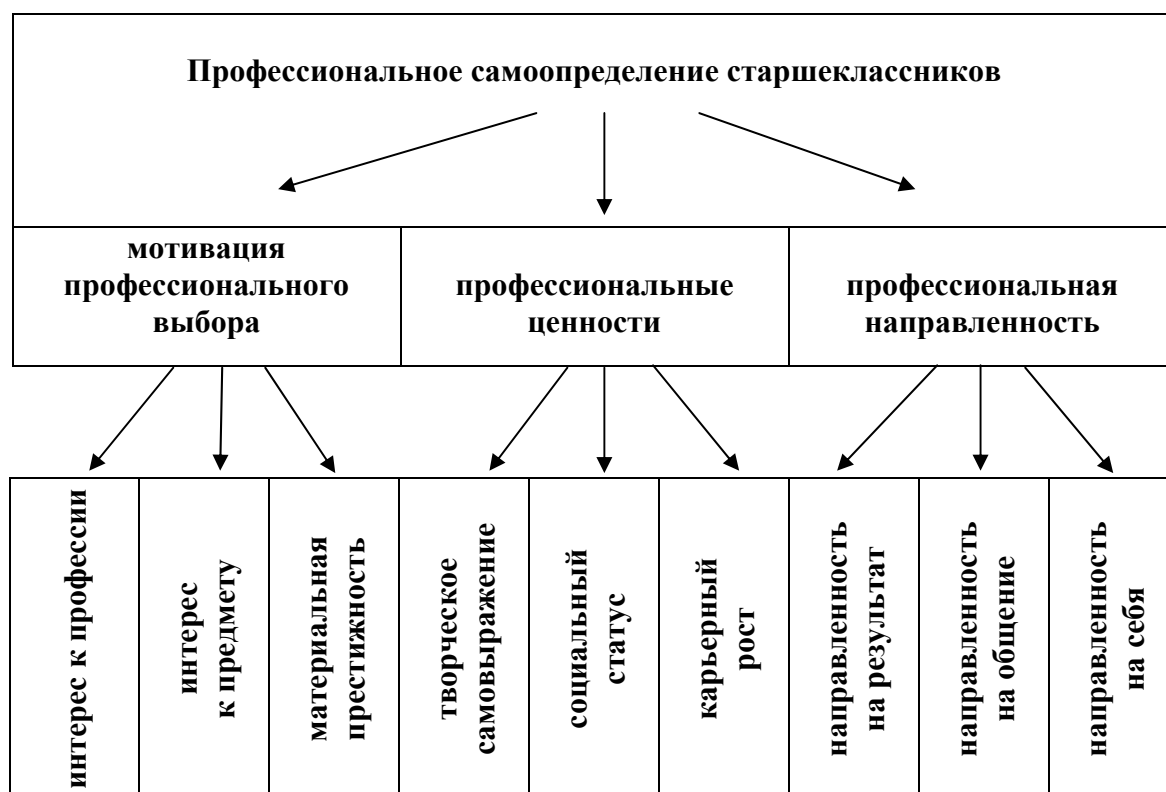 Профессиональное самоопределение старшеклассников
мотивация
профессионального
выбора
профессиональные
ценности
профессиональная
направленность
интерес к профессии
интерес
к предмету
материальная
престижность
творческое
самовыражение
социальный
статус
карьерный
рост
направленность
на результат
направленность
на общение
направленность
на себя